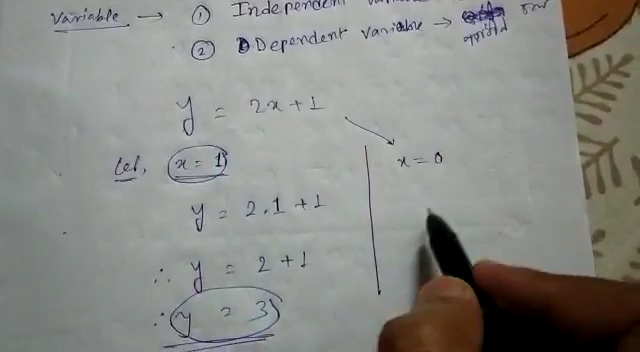 Variable → ① Independent
② Dependent Variable →
y = 2x+1
Let, x = 1
y = 2.1 +1
∴ y = 2 +1
∴ y = 3
x = 0